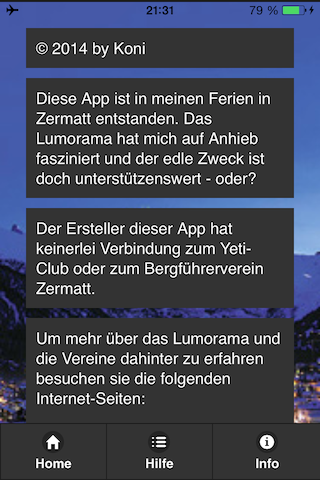 21:31
79 %
© 2014 by Koni
Diese App ist in meinen Ferien in
Zermatt entstanden. Das
Lumorama hat mich auf Anhieb
fasziniert und der edle Zweck ist
doch unterstützenswert - oder?
Der Ersteller dieser App hat
keinerlei Verbindung zum Yeti-
Club oder zum Bergführerverein
Zermatt.
Um mehr über das Lumorama und
die Vereine dahinter zu erfahren
besuchen sie die folgenden
Internet-Seiten:
Home
Hilfe
Info